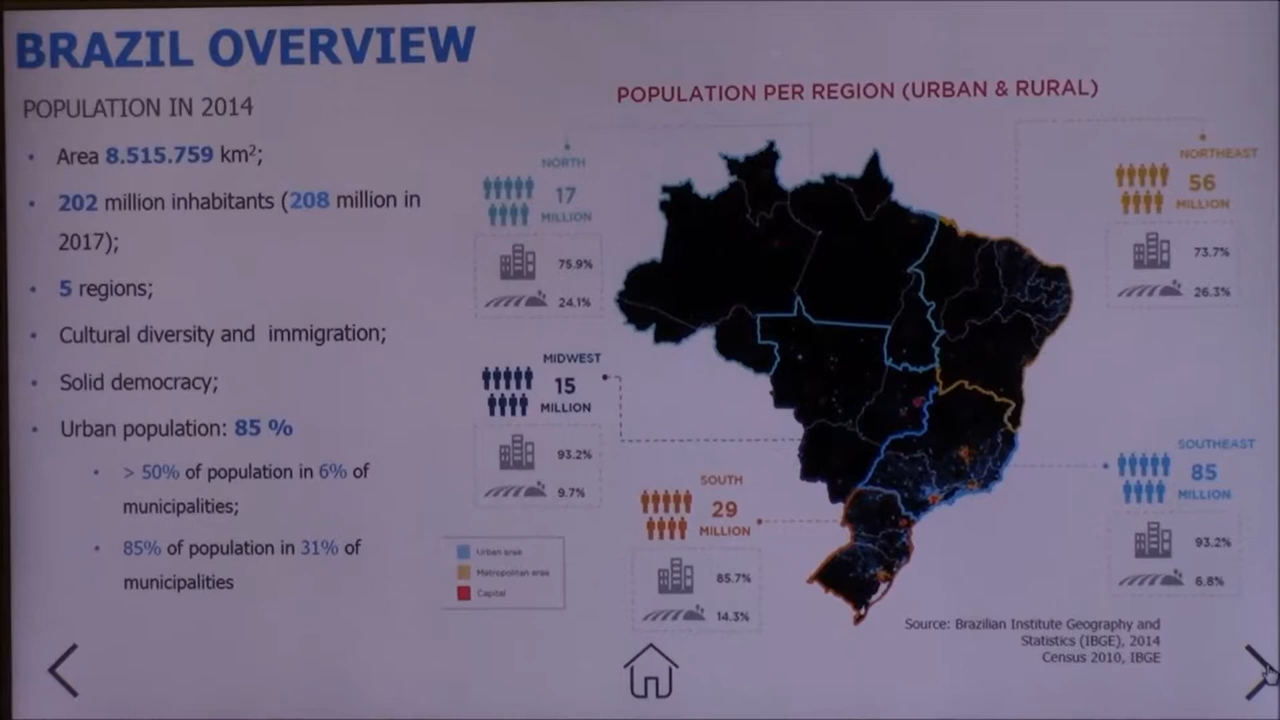 BRAZIL OVERVIEW
POPULATION IN 2014
• Area 8.515.759 km²;
• 202 million inhabitants (208 million in
2017);
• 5 regions;
• Cultural diversity and immigration;
• Solid democracy;
• Urban population: 85 %
• > 50% of population in 6% of
municipalities;
• 85% of population in 31% of
municipalities
POPULATION PER REGION (URBAN & RURAL)
NORTH
17
MILLION
75.9%
24.1%
NORTHEAST
56
MILLION
73.7%
26.3%
MIDWEST
15
MILLION
93.2%
9.7%
SOUTH
29
MILLION
85.7%
14.3%
SOUTHEAST
85
MILLION
93.2%
6.8%
Urban area
Metropolitan area
Capital
Source: Brazilian Institute Geography and
Statistics (IBGE), 2014
Census 2010, IBGE